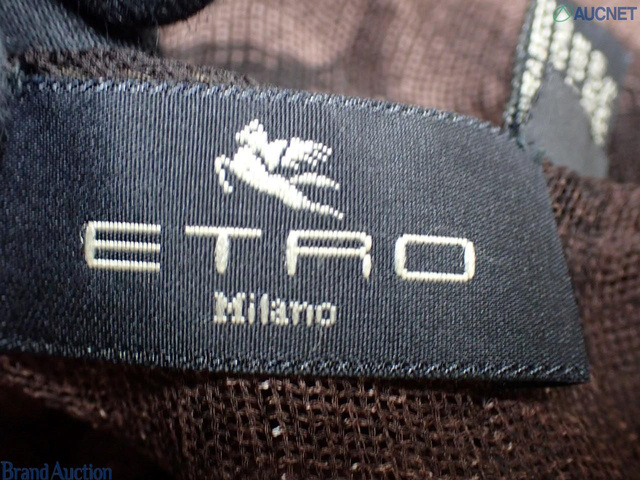 AUCNET
ETRO
Milano
Brand Auction